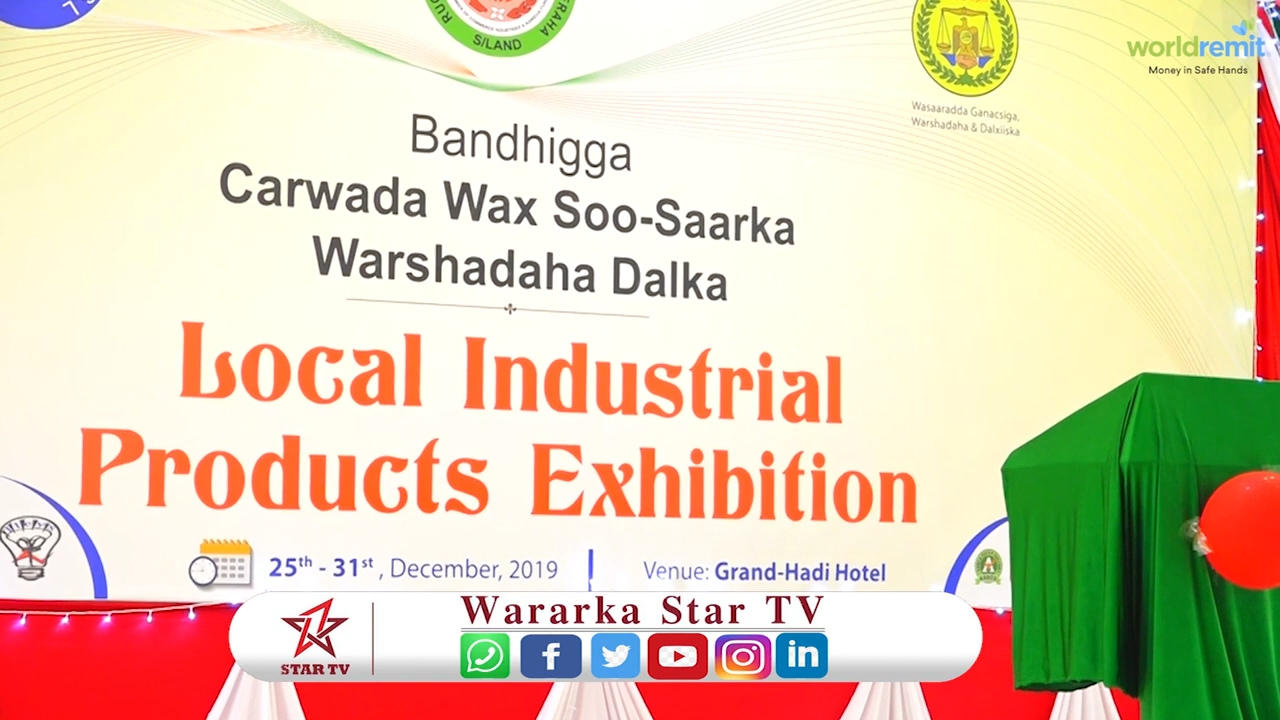 S/LAND
worldremit
Money in Safe Hands
Wasaaradda Ganacsiga,
Warshadaha & Dalxiiska
Bandhigga
Carwada Wax Soo-Saarka
Warshadaha Dalka
Local Industrial
Products Exhibition
25th - 31st , December, 2019
Venue: Grand-Hadi Hotel
Wararka Star TV
STAR TV